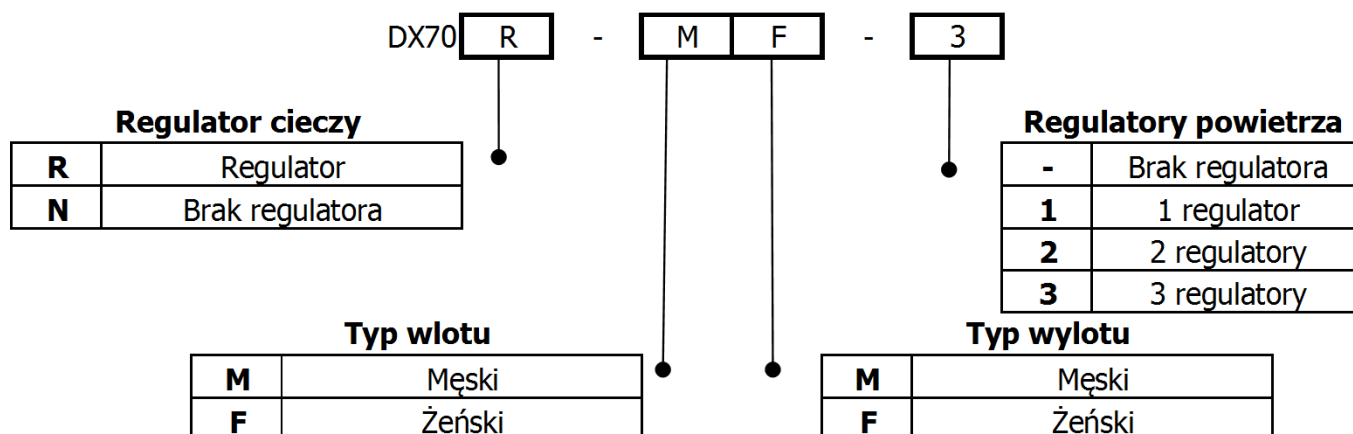 DX70 R - M F - 3
Regulator cieczy
R Regulator
N Brak regulatora
Regulatory powietrza
- Brak regulatora
1 1 regulator
2 2 regulatory
3 3 regulatory
Typ wlotu
M Męski
F Żeński
Typ wylotu
M Męski
F Żeński